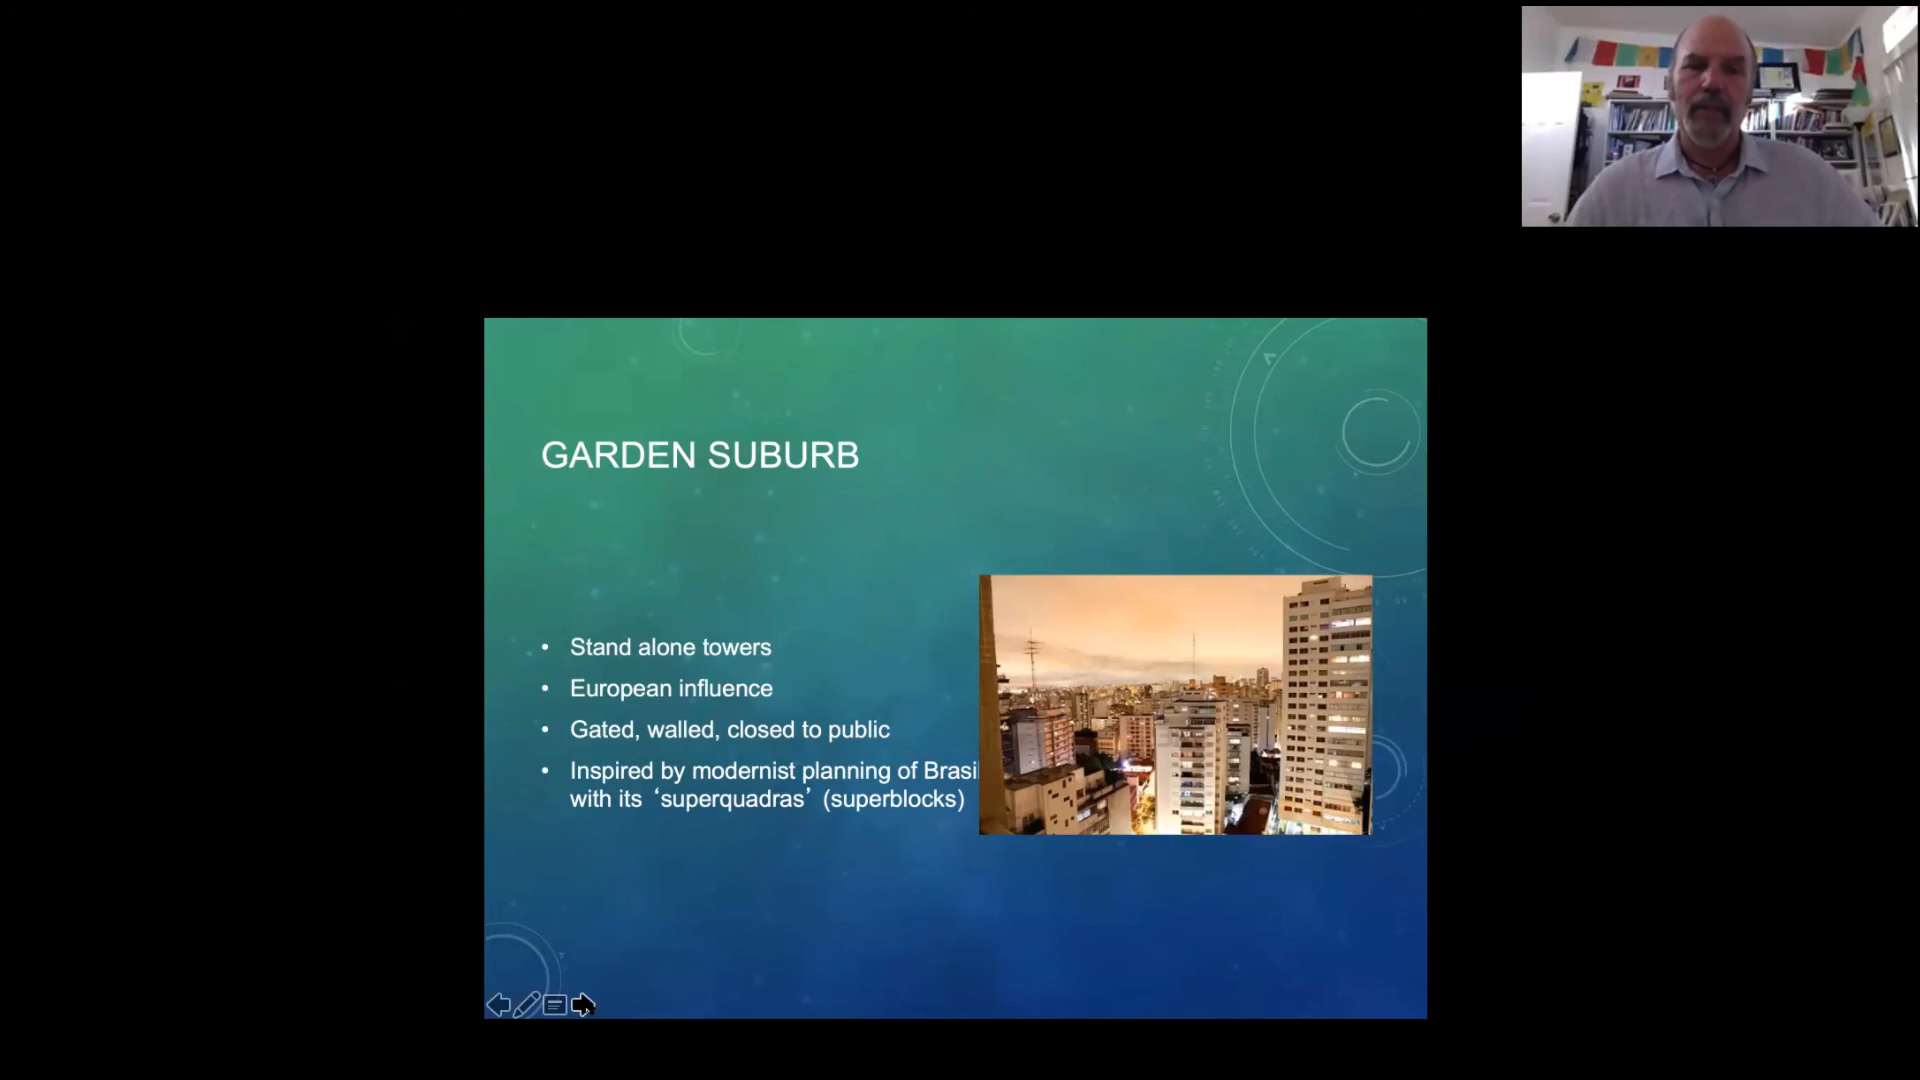 GARDEN SUBURB
• Stand alone towers
• European influence
• Gated, walled, closed to public
• Inspired by modernist planning of Brasil
with its ‘superquadras’ (superblocks)